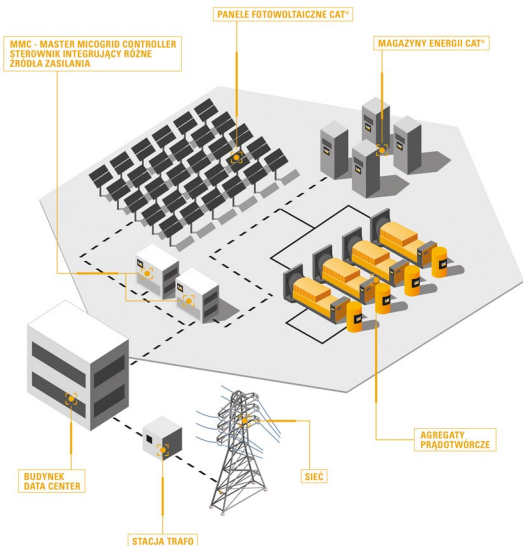 PANELE FOTOWOLTAICZNE CAT®
MMC - MASTER MICOGRID CONTROLLER
STEROWNIK INTEGRUJĄCY RÓŻNE
ŹRÓDŁA ZASILANIA
MAGAZYNY ENERGII CAT®
AGREGATY
PRĄDOTWÓRCZE
BUDYNEK
DATA CENTER
SIEĆ
STACJA TRAFO